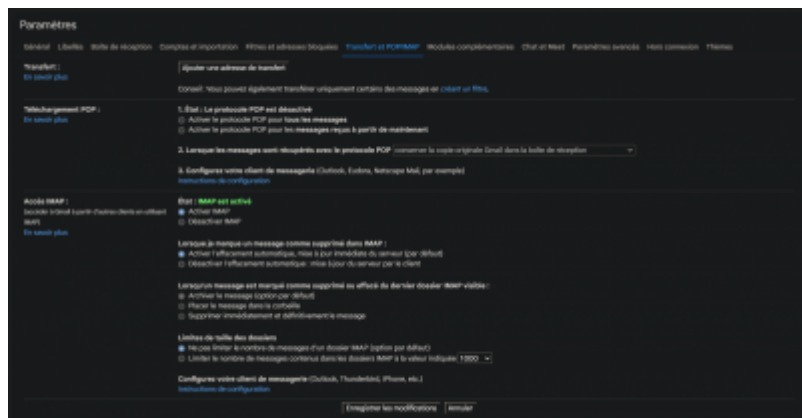 Paramètres
Général Libellés Boîte de réception Comptes et importation Filtres et adresses bloquées Transfert et POP/IMAP Modules complémentaires Chat et Meet Paramètres avancés Hors connexion Thèmes
Transfert :
En savoir plus
Ajouter une adresse de transfert
Conseil: Vous pouvez également transférer uniquement certains des messages en créant un filtre.
Téléchargement POP :
En savoir plus
1. État : Le protocole POP est désactivé
Activer le protocole POP pour tous les messages
Activer le protocole POP pour les messages reçus à partir de maintenant
2. Lorsque les messages sont récupérés avec le protocole POP conserver la copie originale Gmail dans la boîte de réception
3. Configurez votre client de messagerie (Outlook, Eudora, Netscape Mail, par exemple)
Instructions de configuration
Accès IMAP :
(accéder à Gmail à partir d'autres clients en utilisant
IMAP)
En savoir plus
État : IMAP est activé
Activer IMAP
Désactiver IMAP
Lorsque je marque un message comme supprimé dans IMAP :
Activer l'effacement automatique, mise à jour immédiate du serveur (par défaut)
Désactiver l'effacement automatique : mise à jour du serveur par le client
Lorsqu'un message est marqué comme supprimé ou effacé du dernier dossier IMAP visible :
Archiver le message (option par défaut)
Placer le message dans la corbeille
Supprimer immédiatement et définitivement le message
Limites de taille des dossiers
Ne pas limiter le nombre de messages d'un dossier IMAP (option par défaut)
Limiter le nombre de messages contenus dans les dossiers IMAP à la valeur indiquée 1000
Configurez votre client de messagerie (Outlook, Thunderbird, iPhone, etc.)
Instructions de configuration
Enregistrer les modifications Annuler